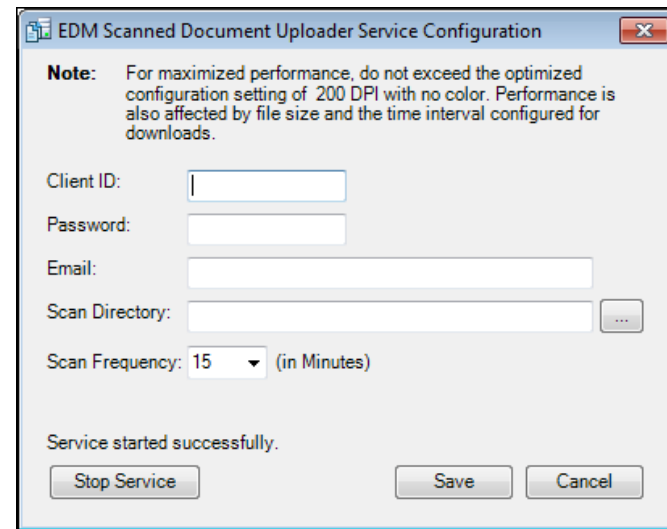 EDM Scanned Document Uploader Service Configuration
Note: For maximized performance, do not exceed the optimized
configuration setting of 200 DPI with no color. Performance is
also affected by file size and the time interval configured for
downloads.
Client ID:
Password:
Email:
Scan Directory: ...
Scan Frequency: 15 (in Minutes)
Service started successfully.
Stop Service Save Cancel